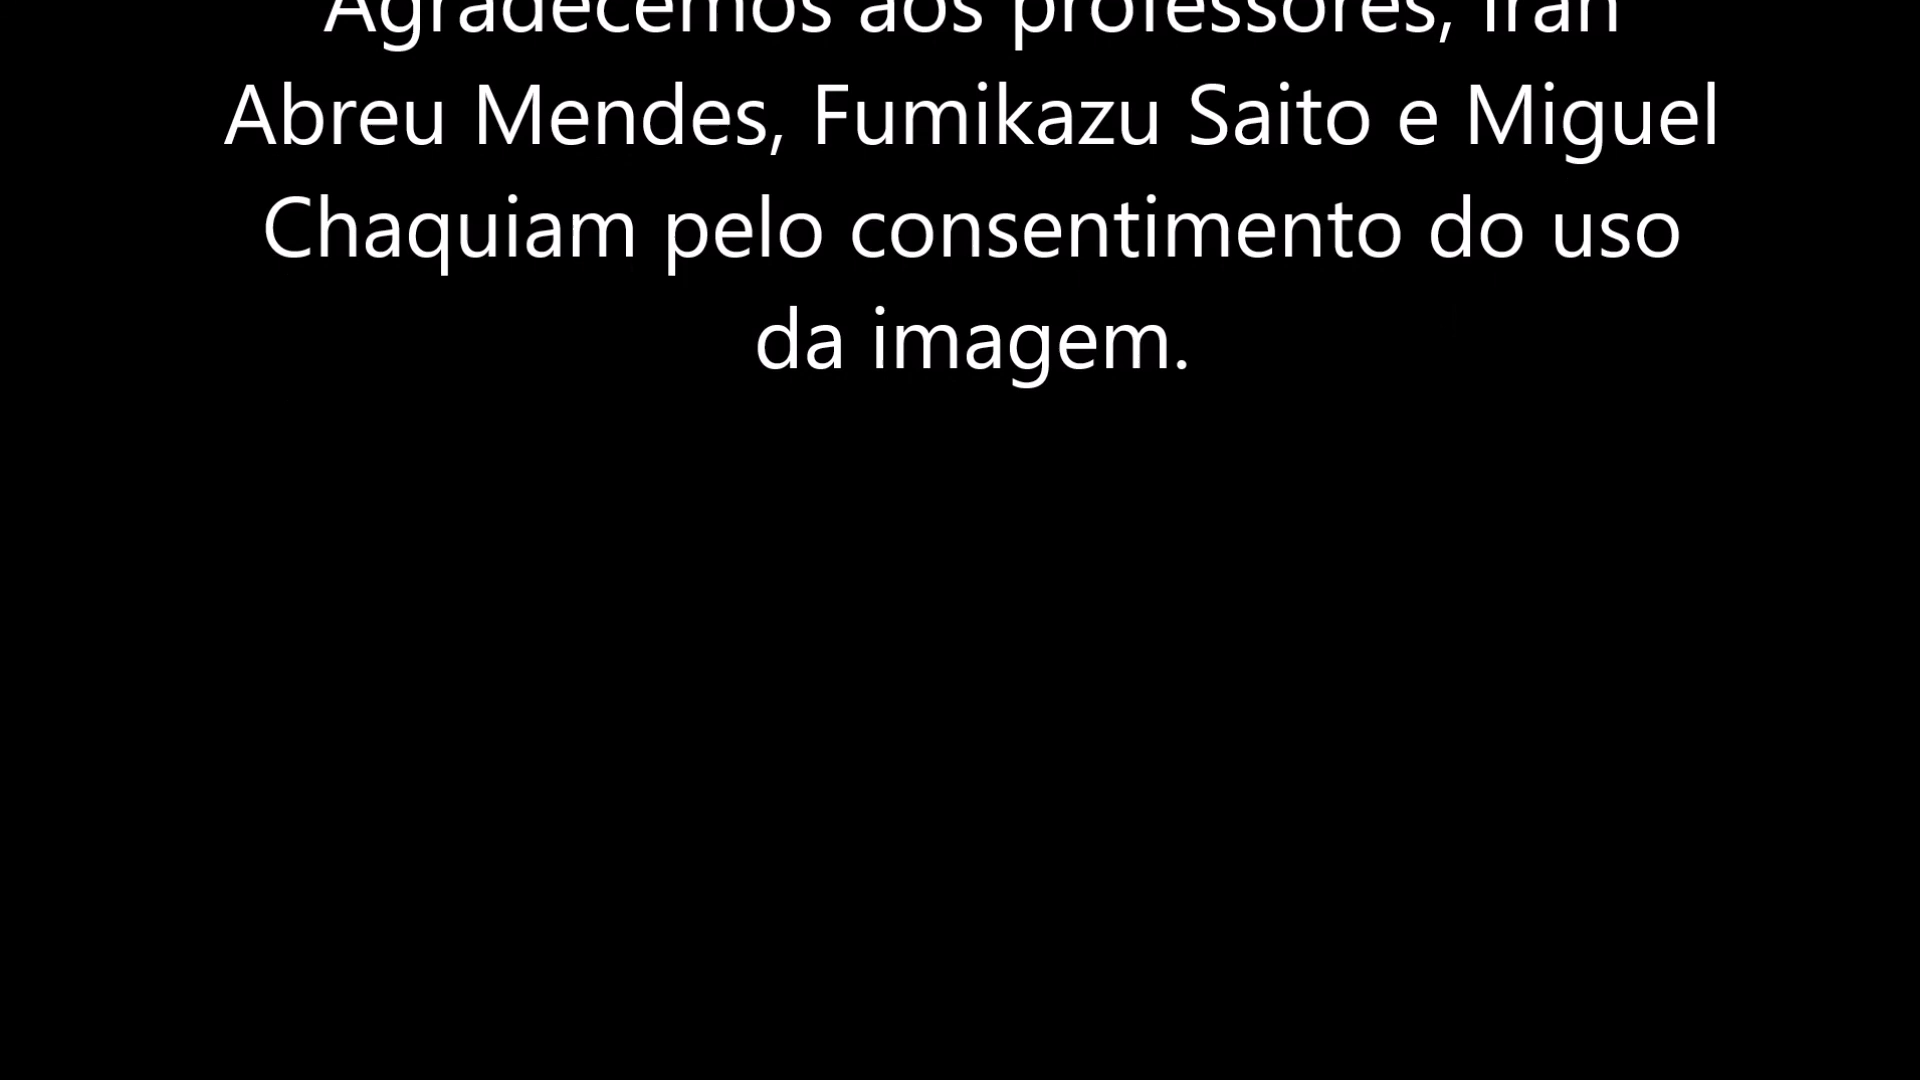 Agradecemos aos professores, Iran
Abreu Mendes, Fumikazu Saito e Miguel
Chaquiam pelo consentimento do uso
da imagem.